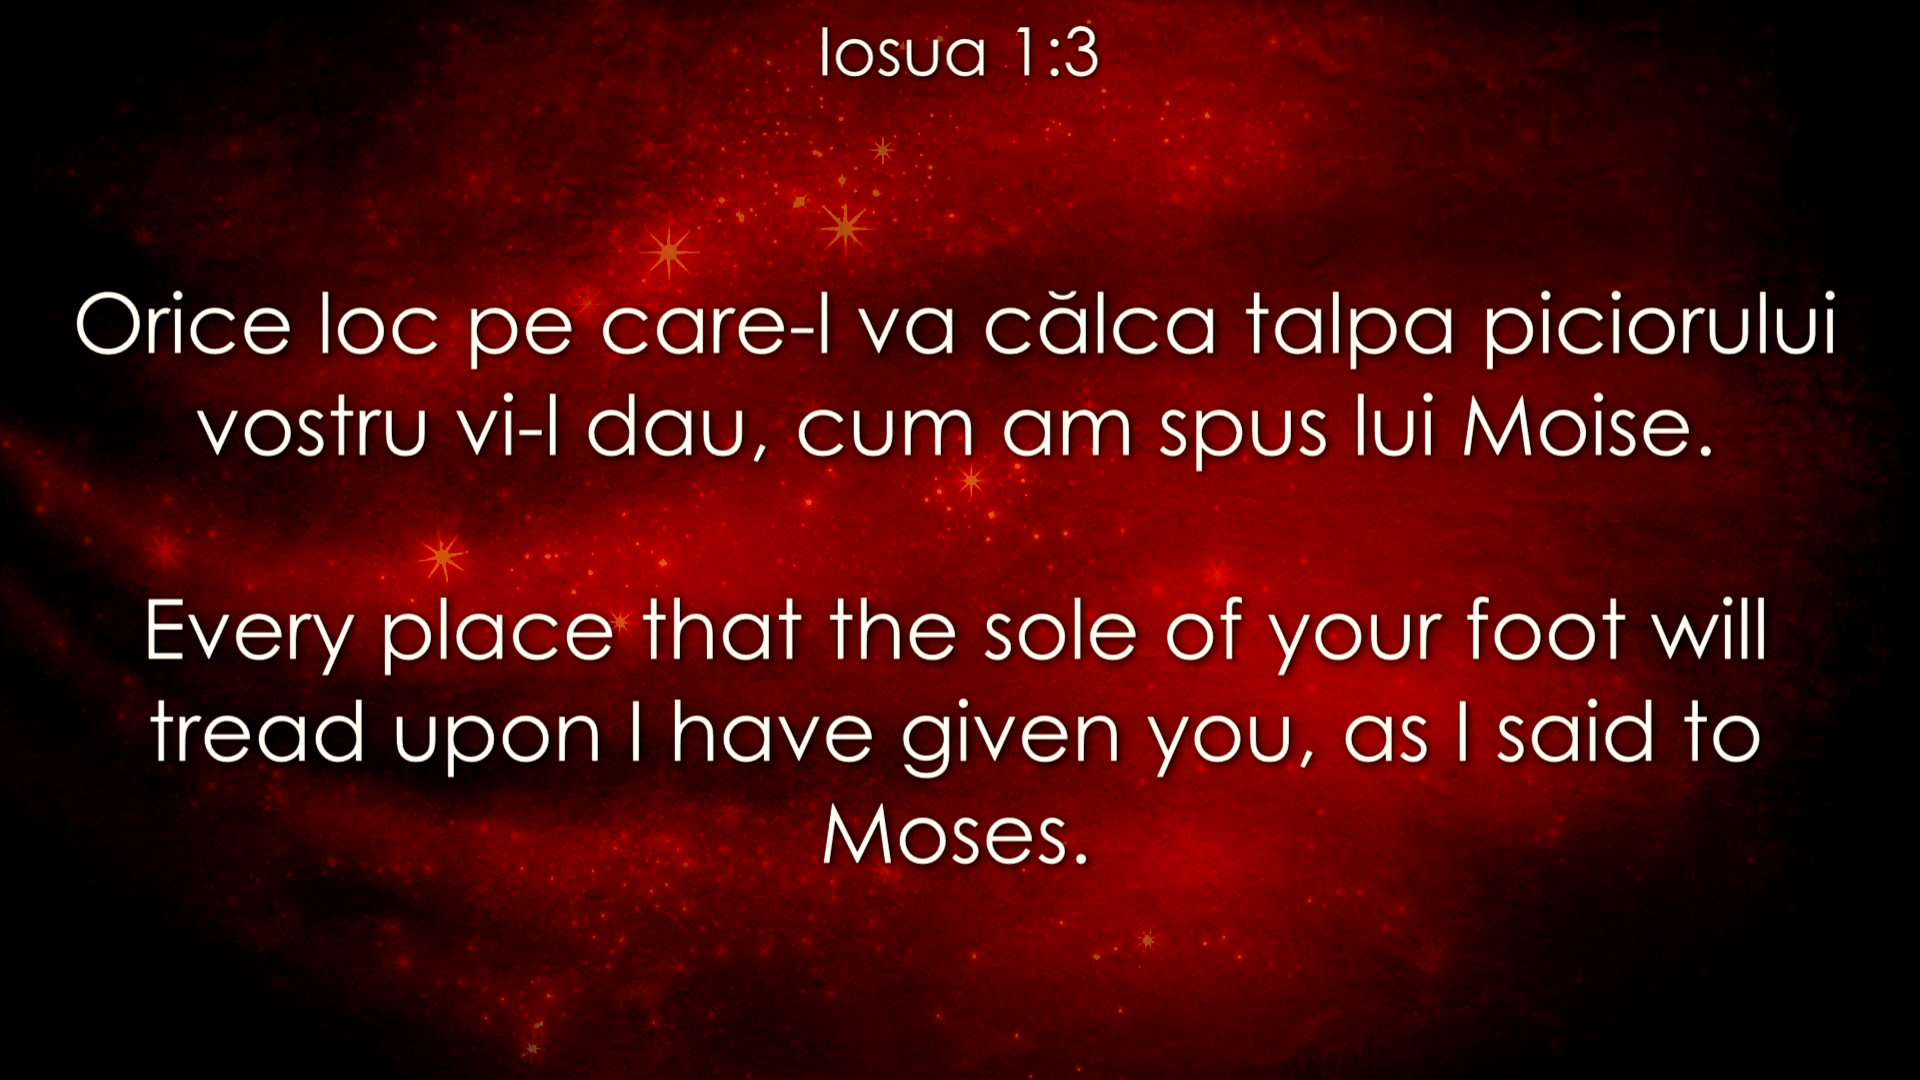 Iosua 1:3
Orice loc pe care-l va călca talpa piciorului
vostru vi-l dau, cum am spus lui Moise.
Every place that the sole of your foot will
tread upon I have given you, as I said to
Moses.